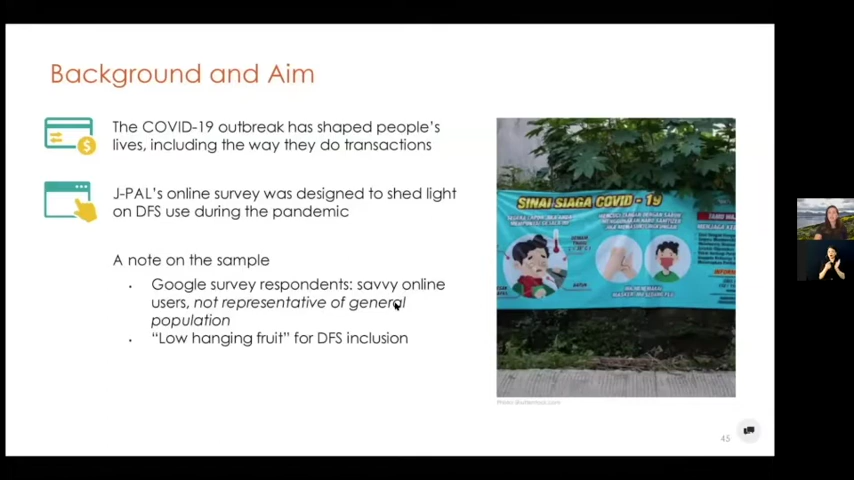 Background and Aim
The COVID-19 outbreak has shaped people's
lives, including the way they do transactions
J-PAL's online survey was designed to shed light
on DFS use during the pandemic
A note on the sample
Google survey respondents: savvy online
users, not representative of general
population
“Low hanging fruit” for DFS inclusion
SINAI SIAGA COVID-19
45